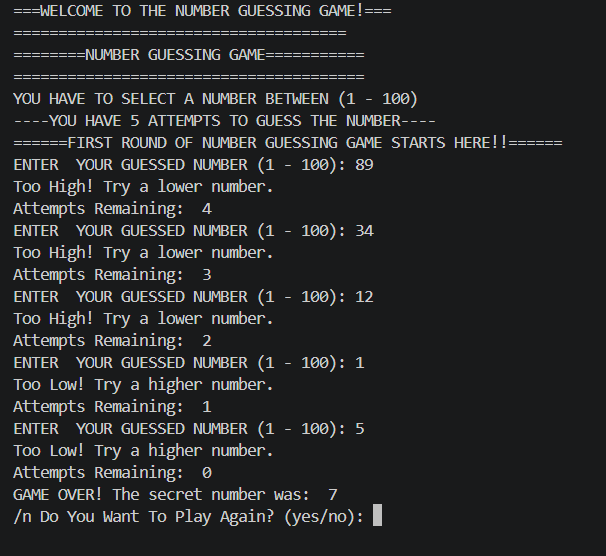 ===WELCOME TO THE NUMBER GUESSING GAME!===
=====================================
========NUMBER GUESSING GAME===========
=======================================
YOU HAVE TO SELECT A NUMBER BETWEEN (1 - 100)
----YOU HAVE 5 ATTEMPTS TO GUESS THE NUMBER----
======FIRST ROUND OF NUMBER GUESSING GAME STARTS HERE!!======
ENTER  YOUR GUESSED NUMBER (1 - 100): 89
Too High! Try a lower number.
Attempts Remaining:  4
ENTER  YOUR GUESSED NUMBER (1 - 100): 34
Too High! Try a lower number.
Attempts Remaining:  3
ENTER  YOUR GUESSED NUMBER (1 - 100): 12
Too High! Try a lower number.
Attempts Remaining:  2
ENTER  YOUR GUESSED NUMBER (1 - 100): 1
Too Low! Try a higher number.
Attempts Remaining:  1
ENTER  YOUR GUESSED NUMBER (1 - 100): 5
Too Low! Try a higher number.
Attempts Remaining:  0
GAME OVER! The secret number was:  7
/n Do You Want To Play Again? (yes/no):